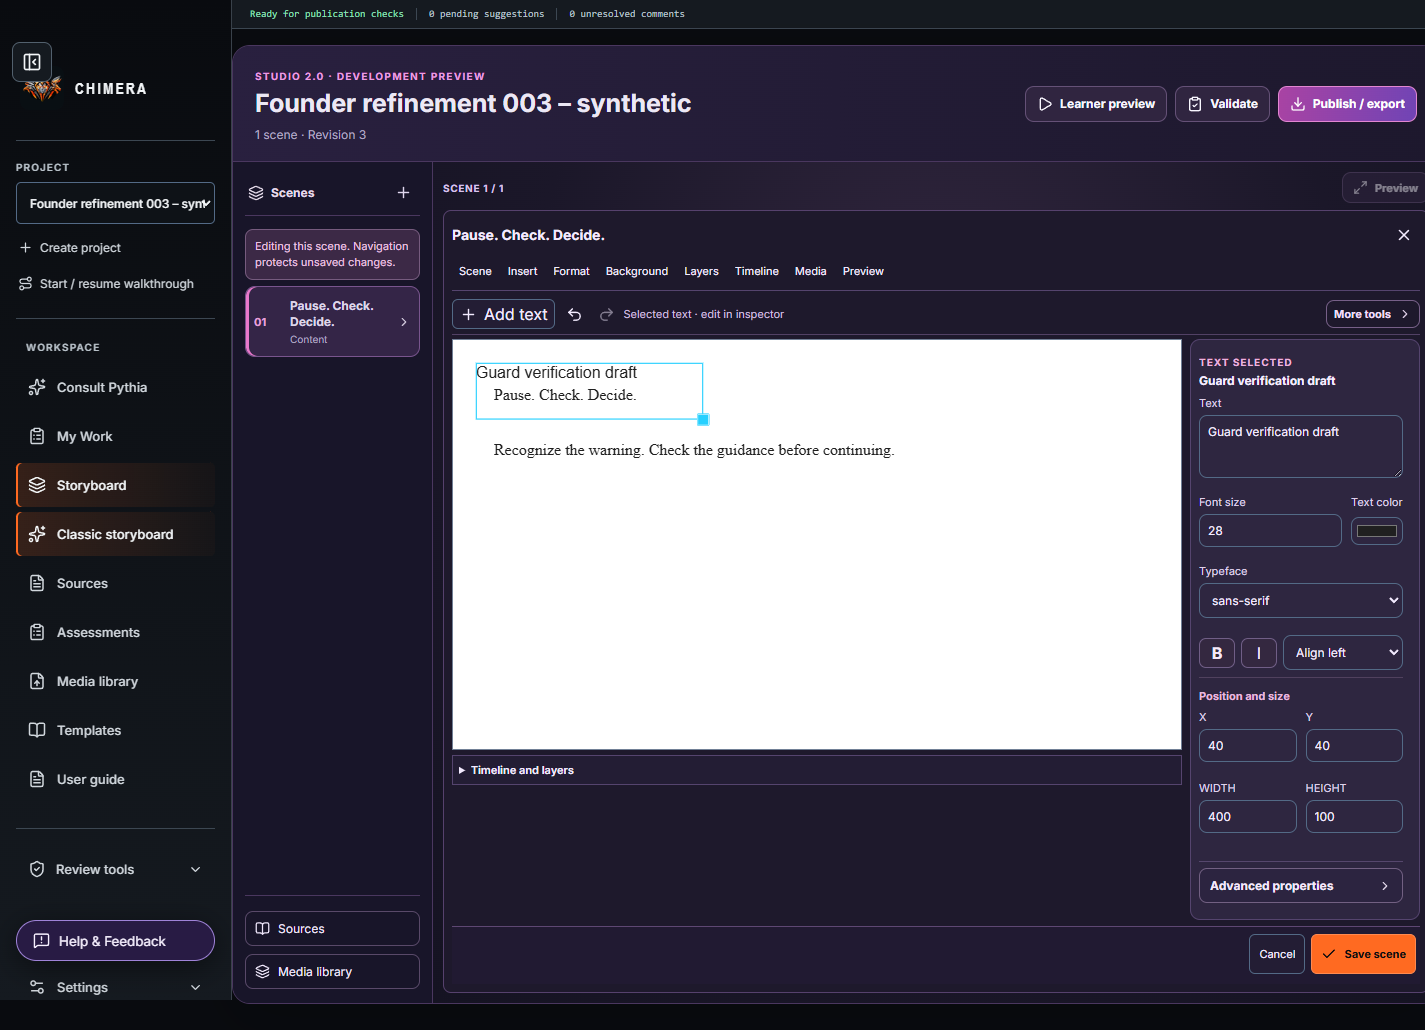 Ready for publication checks
0 pending suggestions
0 unresolved comments
CHIMERA
PROJECT
Founder refinement 003 – syn
Create project
Start / resume walkthrough
WORKSPACE
Consult Pythia
My Work
Storyboard
Classic storyboard
Sources
Assessments
Media library
Templates
User guide
Review tools
Help & Feedback
Settings
STUDIO 2.0 · DEVELOPMENT PREVIEW
Founder refinement 003 – synthetic
1 scene · Revision 3
Learner preview
Validate
Publish / export
Scenes
Editing this scene. Navigation
protects unsaved changes.
01
Pause. Check.
Decide.
Content
Sources
Media library
SCENE 1 / 1
Preview
Pause. Check. Decide.
Scene Insert Format Background Layers Timeline Media Preview
Add text
Selected text · edit in inspector
More tools
Guard verification draft
Pause. Check. Decide.
Recognize the warning. Check the guidance before continuing.
Timeline and layers
TEXT SELECTED
Guard verification draft
Text
Guard verification draft
Font size
Text color
28
Typeface
sans-serif
B
I
Align left
Position and size
X
Y
40
40
WIDTH
HEIGHT
400
100
Advanced properties
Cancel
Save scene